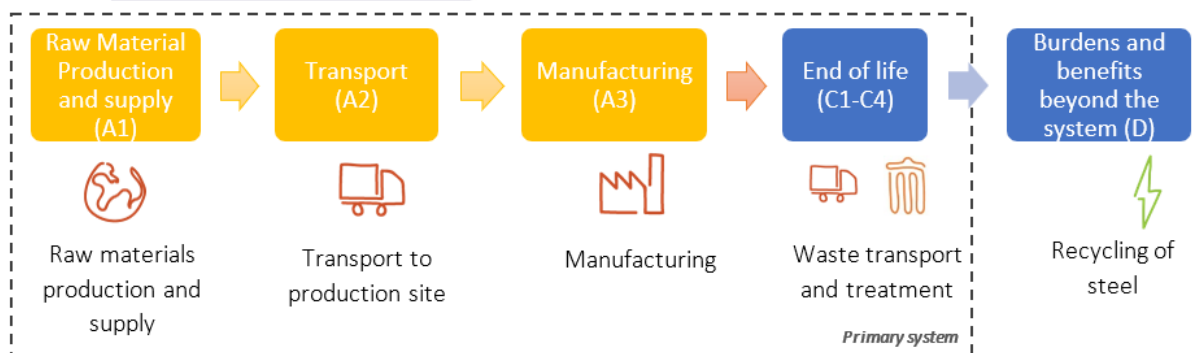 Raw Material
Production
and supply
(A1)
Transport
(A2)
Manufacturing
(A3)
End of life
(C1-C4)
Burdens and
benefits
beyond the
system (D)
Raw materials
production and
supply
Transport to
production site
Manufacturing
Waste transport
and treatment
Recycling of
steel
Primary system